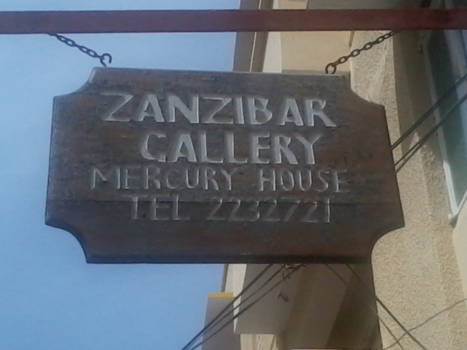 ZANZIBAR
GALLERY
MERCURY HOUSE
TEL 2232721